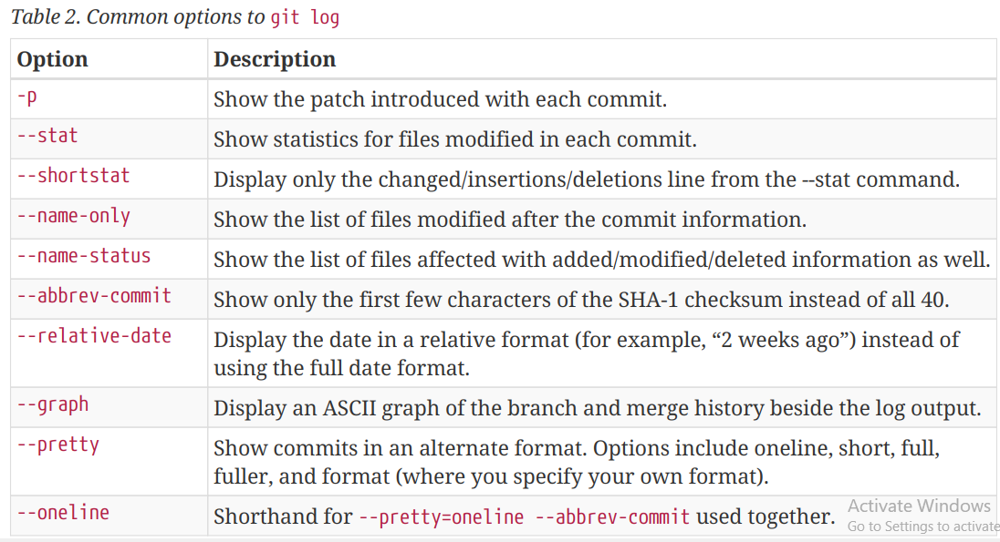 Table 2. Common options to git log
Option Description
-p Show the patch introduced with each commit.
--stat Show statistics for files modified in each commit.
--shortstat Display only the changed/insertions/deletions line from the --stat command.
--name-only Show the list of files modified after the commit information.
--name-status Show the list of files affected with added/modified/deleted information as well.
--abbrev-commit Show only the first few characters of the SHA-1 checksum instead of all 40.
--relative-date Display the date in a relative format (for example, “2 weeks ago”) instead of
using the full date format.
--graph Display an ASCII graph of the branch and merge history beside the log output.
--pretty Show commits in an alternate format. Options include oneline, short, full,
fuller, and format (where you specify your own format).
--oneline Shorthand for --pretty=oneline --abbrev-commit used together.
Activate Windows
Go to Settings to activate